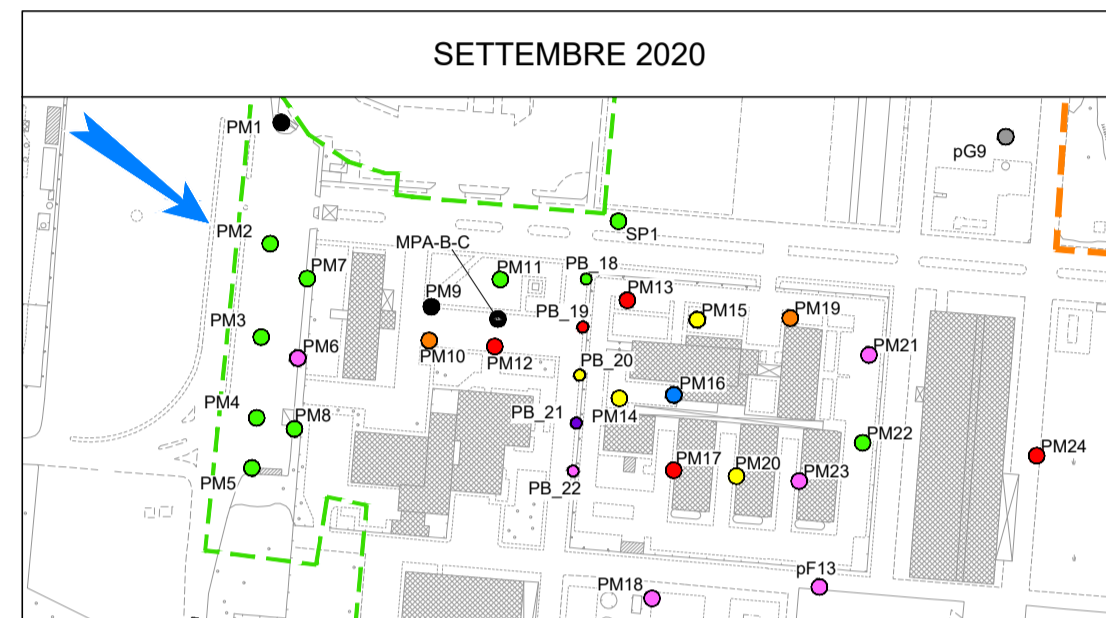 SETTEMBRE 2020
PM1
pG9
PM2
SP1
MPA-B-C
PM7
PM11
PB_18
PM9
PM13
PM15
PM19
PB_19
PM3
PM6
PM10
PM12
PM21
PB_20
PM16
PM4
PB_21
PM14
PM8
PM22
PM24
PM5
PB_22
PM17
PM20
PM23
PM18
pF13